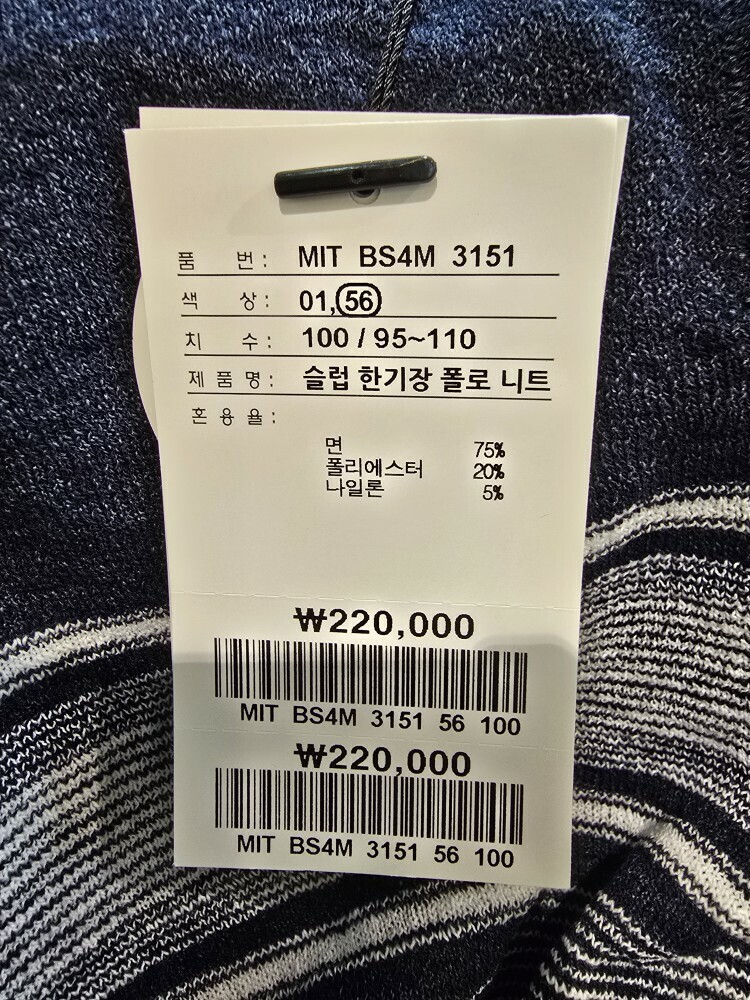 품 번 : MIT BS4M 3151
색 상 : 01,56
치 수 : 100 / 95~110
제 품 명 : 슬럽 한기장 폴로 니트
혼 용 율 :
면 75%
폴리에스터 20%
나일론 5%
₩220,000
MIT BS4M 3151 56 100
₩220,000
MIT BS4M 3151 56 100